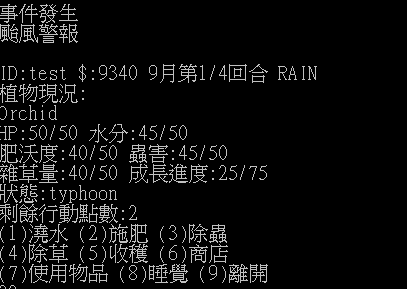 事件發生
颱風警報
ID:test $:9340 9月第1/4回合 RAIN
植物現況:
Orchid
HP:50/50 水分:45/50
肥沃度:40/50 蟲害:45/50
雜草量:40/50 成長進度:25/75
狀態:typhoon
剩餘行動點數:2
(1)澆水 (2)施肥 (3)除蟲
(4)除草 (5)收穫 (6)商店
(7)使用物品 (8)睡覺 (9)離開